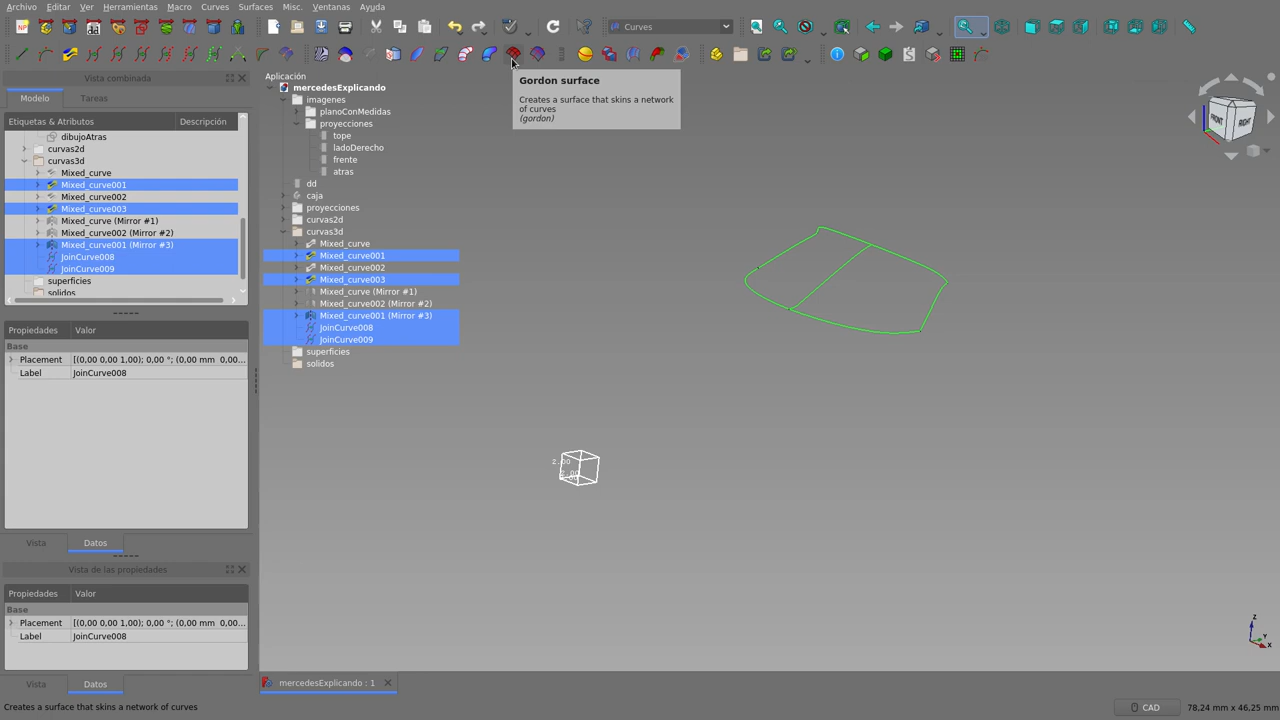 Archivo Editar Ver Herramientas Macro Curves Surfaces Misc. Ventanas Ayuda
Curves
Vista combinada
Modelo Tareas
Etiquetas & Atributos Descripción
dibujoAtras
curvas2d
curvas3d
Mixed_curve
Mixed_curve001
Mixed_curve002
Mixed_curve003
Mixed_curve (Mirror #1)
Mixed_curve002 (Mirror #2)
Mixed_curve001 (Mirror #3)
JoinCurve008
JoinCurve009
superficies
solidos
Propiedades Valor
Base
Placement [(0,00 0,00 1,00); 0,00 °; (0,00 mm 0,00...
Label JoinCurve008
Vista Datos
Vista de las propiedades
Propiedades Valor
Base
Placement [(0,00 0,00 1,00); 0,00 °; (0,00 mm 0,00...
Label JoinCurve008
Vista Datos
Aplicación
mercedesExplicando
imagenes
planoConMedidas
proyecciones
tope
ladoDerecho
frente
atras
dd
caja
proyecciones
curvas2d
curvas3d
Mixed_curve
Mixed_curve001
Mixed_curve002
Mixed_curve003
Mixed_curve (Mirror #1)
Mixed_curve002 (Mirror #2)
Mixed_curve001 (Mirror #3)
JoinCurve008
JoinCurve009
superficies
solidos
Gordon surface
Creates a surface that skins a network
of curves
(gordon)
FRONT RIGHT
2.00
2.00
Z
Y
X
mercedesExplicando : 1
Creates a surface that skins a network of curves
CAD 78,24 mm x 46,25 mm